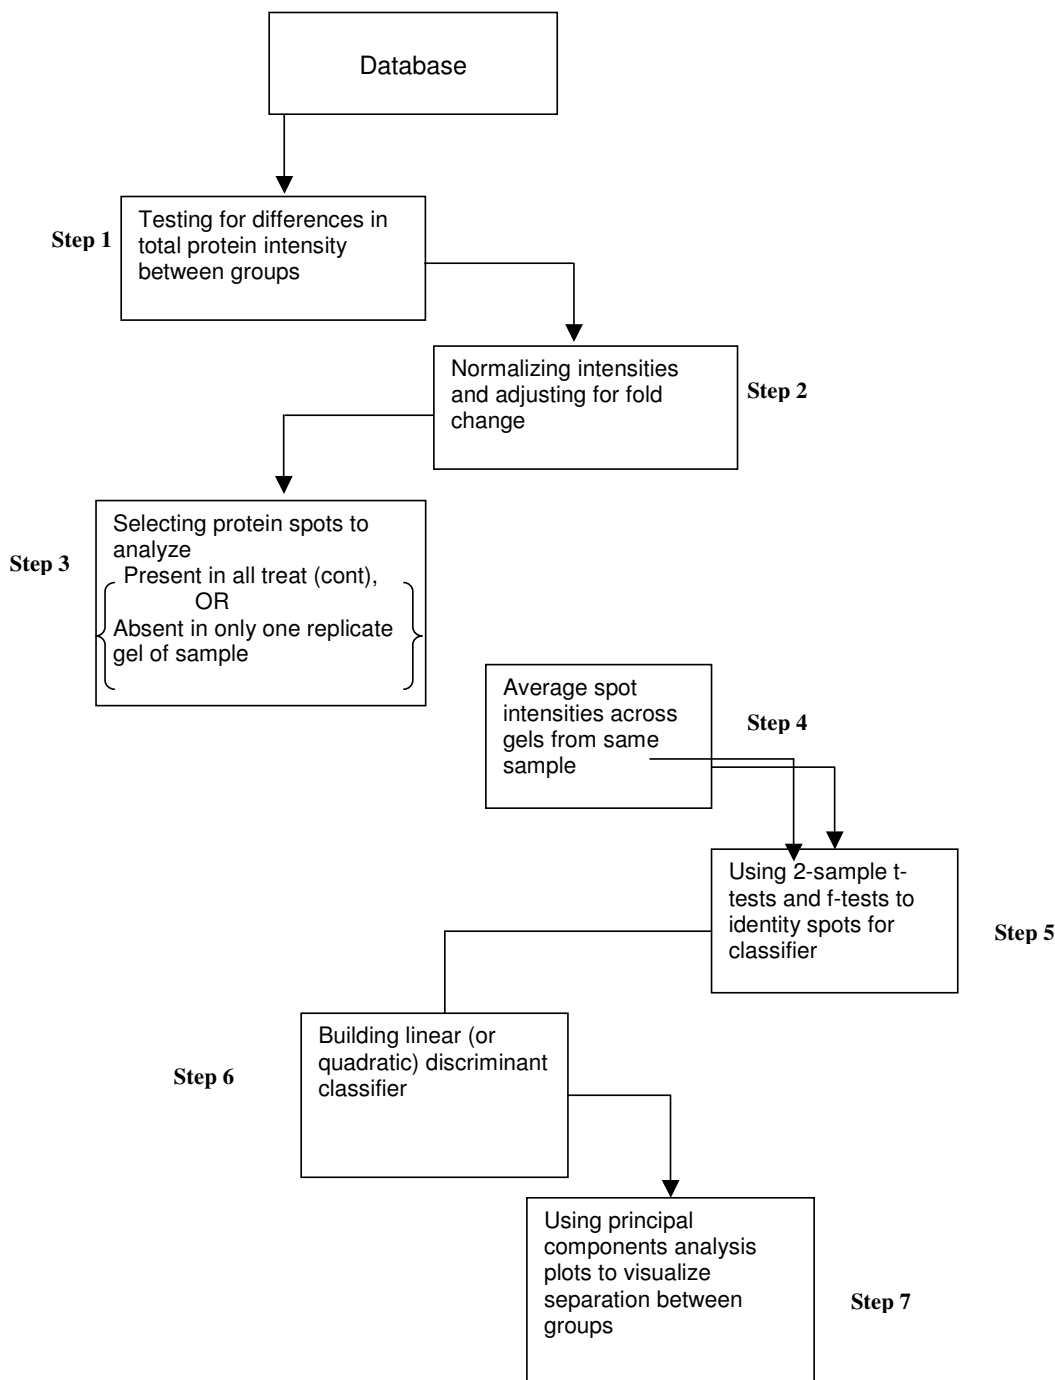 Database
Step 1
Testing for differences in
total protein intensity
between groups
Normalizing intensities
and adjusting for fold
change
Step 2
Step 3
Selecting protein spots to
analyze
Present in all treat (cont),
OR
Absent in only one replicate
gel of sample
Average spot
intensities across
gels from same
sample
Step 4
Using 2-sample t-
tests and f-tests to
identity spots for
classifier
Step 5
Step 6
Building linear (or
quadratic) discriminant
classifier
Using principal
components analysis
plots to visualize
separation between
groups
Step 7